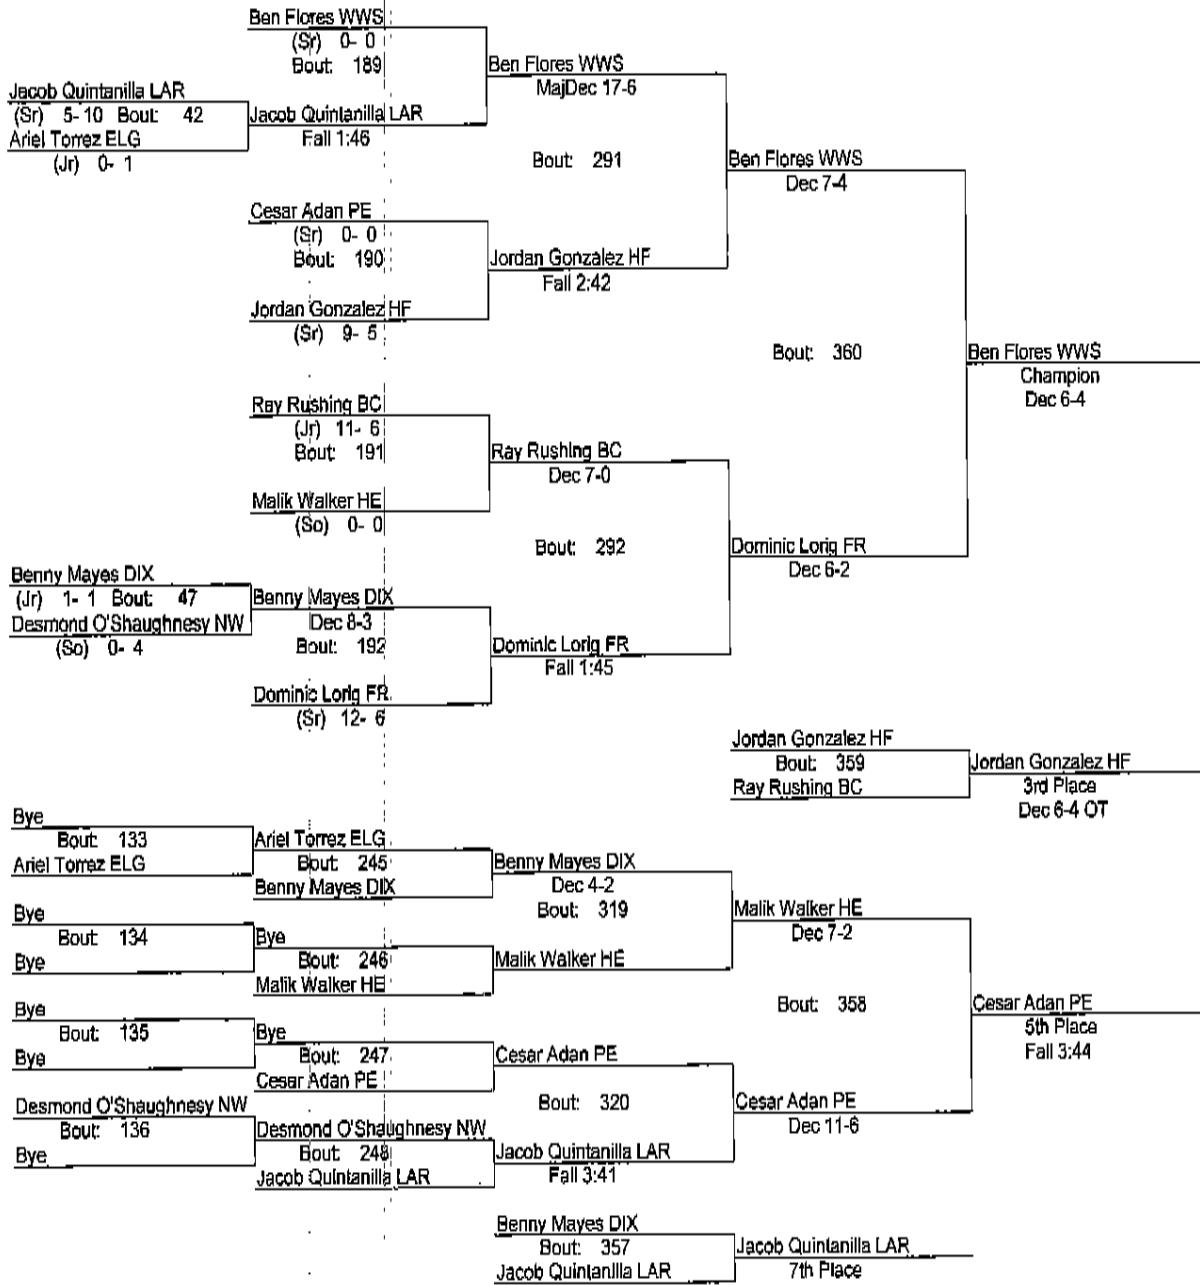 Ben Flores WWS
(Sr) 0- 0
Bout: 189
Ben Flores WWS
MajDec 17-6
Jacob Quintanilla LAR
(Sr) 5- 10 Bout: 42
Jacob Quintanilla LAR
Fall 1:46
Ariel Torrez ELG
(Jr) 0- 1
Bout: 291
Ben Flores WWS
Dec 7-4
Cesar Adan PE
(Sr) 0- 0
Bout: 190
Jordan Gonzalez HF
Fall 2:42
Jordan Gonzalez HF
(Sr) 9- 5
Bout: 360
Ben Flores WWS
Champion
Dec 6-4
Ray Rushing BC
(Jr) 11- 6
Bout: 191
Ray Rushing BC
Dec 7-0
Malik Walker HE
(So) 0- 0
Bout: 292
Dominic Lorig FR
Dec 6-2
Benny Mayes DIX
(Jr) 1- 1 Bout: 47
Benny Mayes DIX
Dec 8-3
Desmond O'Shaughnesy NW
(So) 0- 4
Bout: 192
Dominic Lorig FR
Fall 1:45
Dominic Lorig FR
(Sr) 12- 6
Jordan Gonzalez HF
Bout: 359
Jordan Gonzalez HF
Ray Rushing BC
3rd Place
Dec 6-4 OT
Bye
Bout: 133
Ariel Torrez ELG
Ariel Torrez ELG
Bout: 245
Benny Mayes DIX
Benny Mayes DIX
Dec 4-2
Bout: 319
Bye
Bout: 134
Bye
Bye
Bout: 246
Malik Walker HE
Malik Walker HE
Malik Walker HE
Dec 7-2
Bye
Bout: 135
Bye
Bye
Bout: 247
Cesar Adan PE
Cesar Adan PE
Bout: 358
Cesar Adan PE
5th Place
Fall 3:44
Desmond O'Shaughnesy NW
Bout: 136
Bye
Desmond O'Shaughnesy NW
Bout: 248
Jacob Quintanilla LAR
Bout: 320
Jacob Quintanilla LAR
Fall 3:41
Cesar Adan PE
Dec 11-6
Benny Mayes DIX
Bout: 357
Jacob Quintanilla LAR
Jacob Quintanilla LAR
7th Place